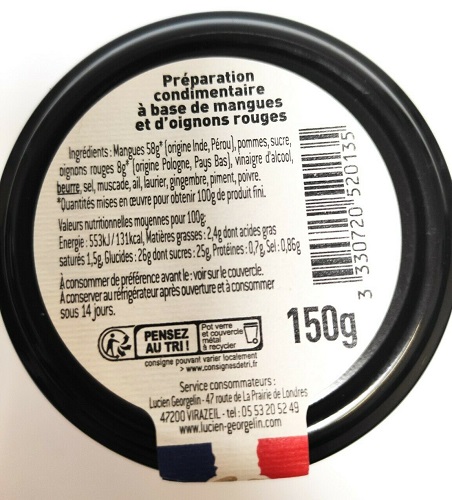 Préparation
condimentaire
à base de mangues
et d'oignons rouges
Ingrédients : Mangues 58g* (origine Inde, Pérou), pommes, sucre,
oignons rouges 8g* (origine Pologne, Pays Bas), vinaigre d'alcool,
beurre, sel, muscade, ail, laurier, gingembre, piment, poivre.
*Quantités mises en œuvre pour obtenir 100g de produit fini.
Valeurs nutritionnelles moyennes pour 100g:
Energie : 553kJ / 131kcal, Matières grasses : 2,4g dont acides gras
saturés 1,5g, Glucides : 26g dont sucres : 25g, Protéines : 0,7g, Sel : 0,86g
A consommer de préférence avant le : voir sur le couvercle.
A conserver au réfrigérateur après ouverture et à consommer
sous 14 jours.
3 330720 520135
150g
PENSEZ
AU TRI !
Pot verre
et couvercle
métal
à recycler
consigne pouvant varier localement
> www.consignesdetri.fr
Service consommateurs :
Lucien Georgelin - 47 route de La Prairie de Londres
47200 VIRAZEIL - tel : 05 53 20 52 49
www.lucien-georgelin.com